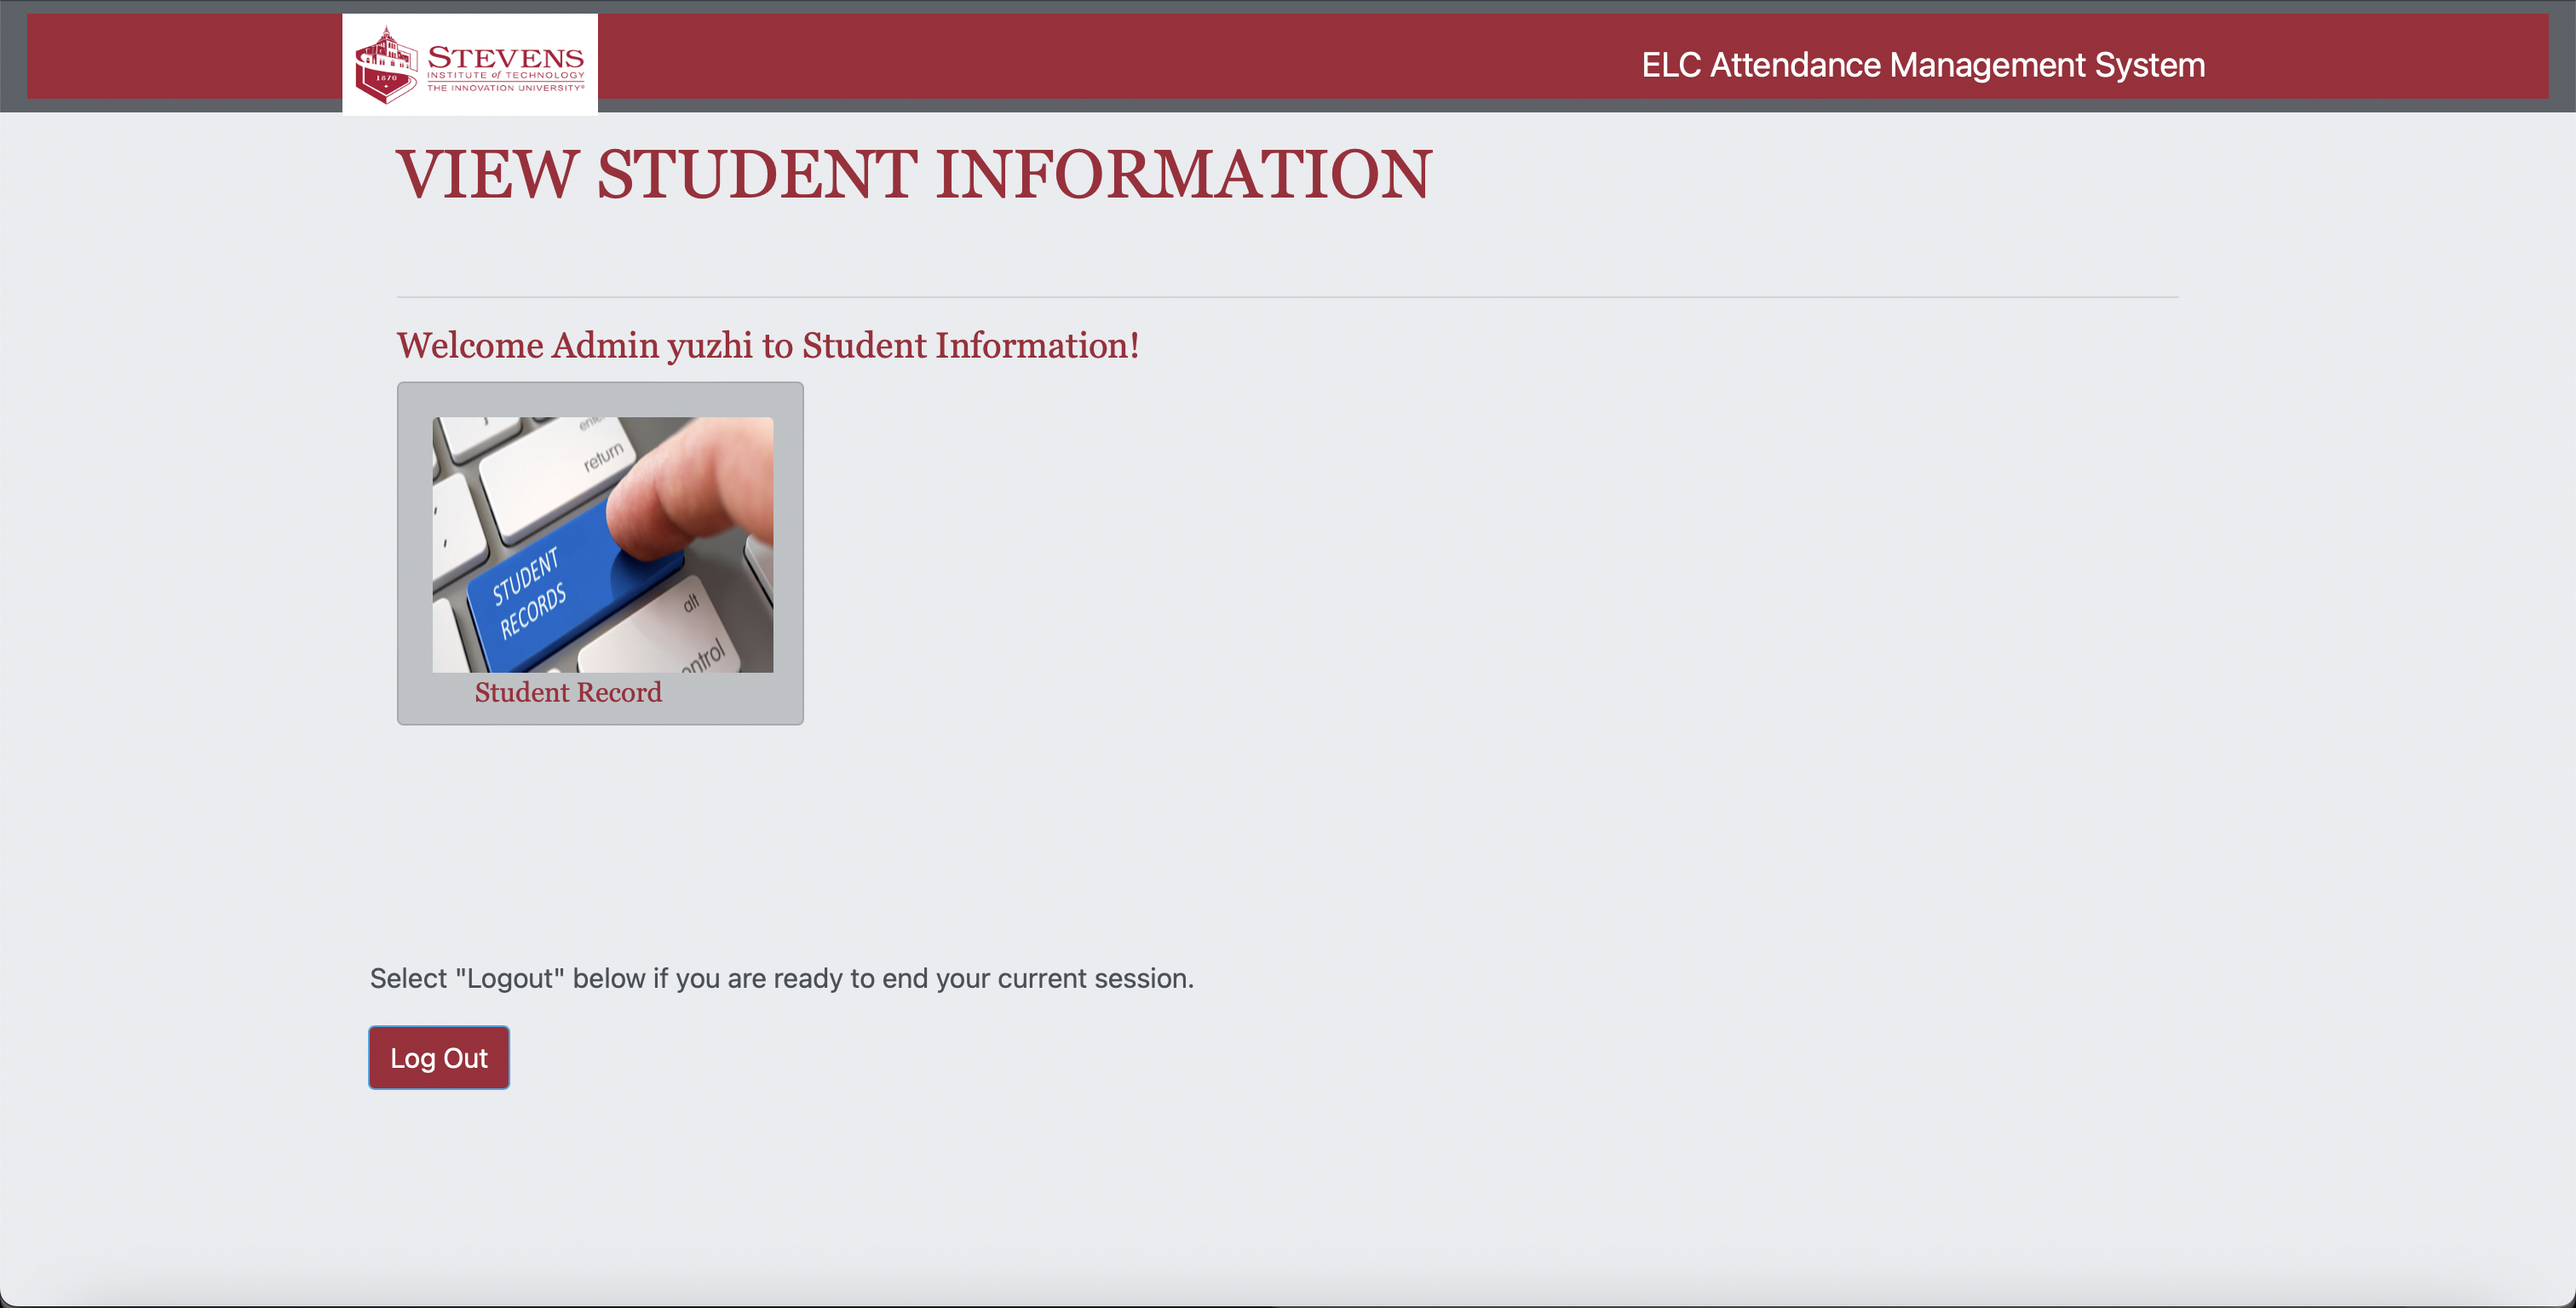 STEVENS
INSTITUTE of TECHNOLOGY
THE INNOVATION UNIVERSITY®
1870
ELC Attendance Management System
VIEW STUDENT INFORMATION
Welcome Admin yuzhi to Student Information!
return
STUDENT
RECORDS
alt
Student Record
Select "Logout" below if you are ready to end your current session.
Log Out